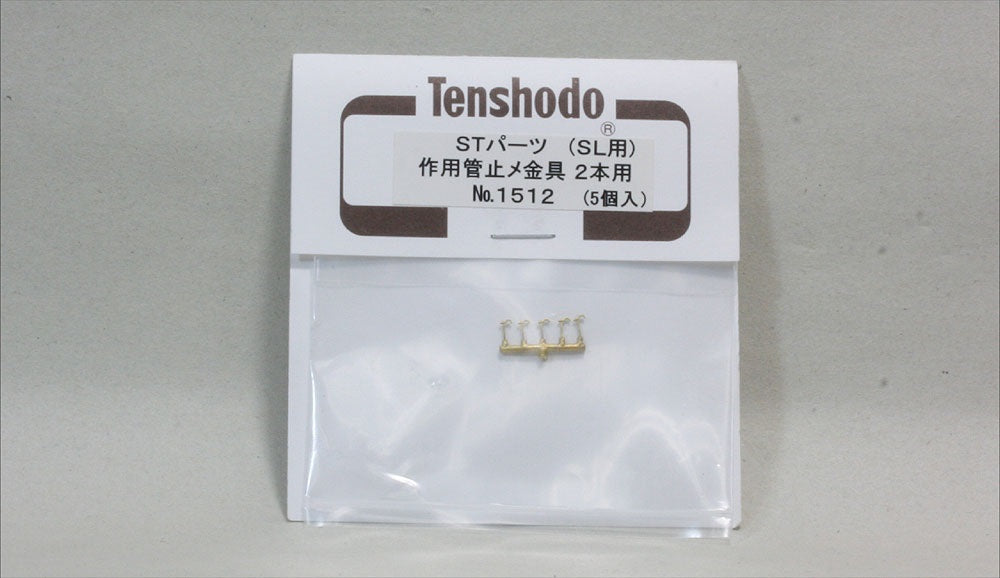 Tenshodo
®
STパーツ （SL用）
作用管止メ金具 2本用
№.1512 （5個入）